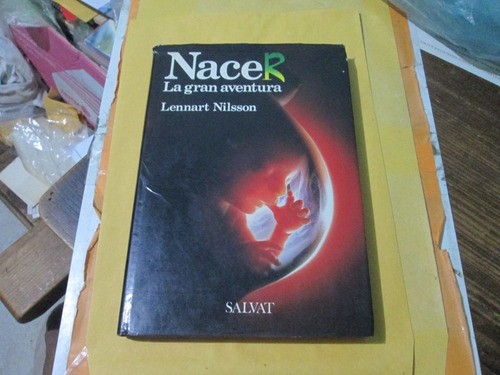 NaceR
La gran aventura
Lennart Nilsson
SALVAT